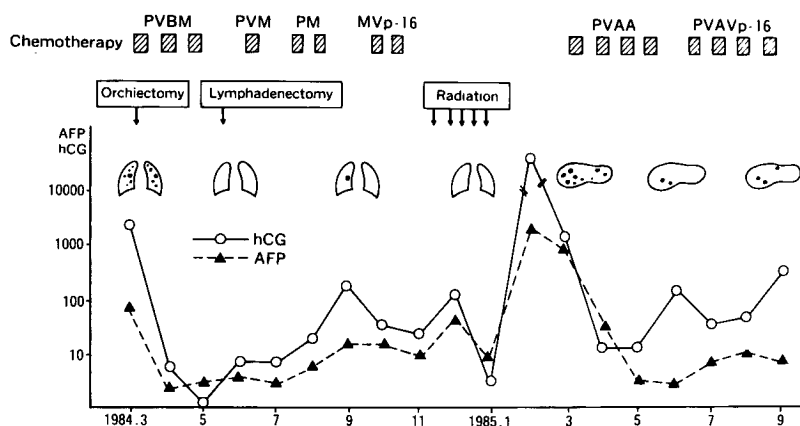 PVBM PVM PM MVp-16 PVAA PVAVp-16
Chemotherapy
Orchiectomy Lymphadenectomy Radiation
AFP
hCG
10000
1000
100
10
hCG
AFP
1984.3 5 7 9 11 1985.1 3 5 7 9